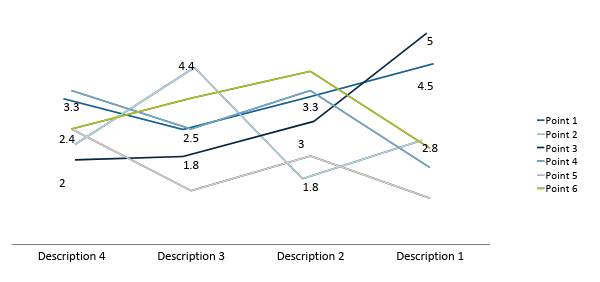 5
4.4
4.5
3.3
3.3
2.4
2.5
3
2.8
1.8
2
1.8
Description 4
Description 3
Description 2
Description 1
Point 1
Point 2
Point 3
Point 4
Point 5
Point 6